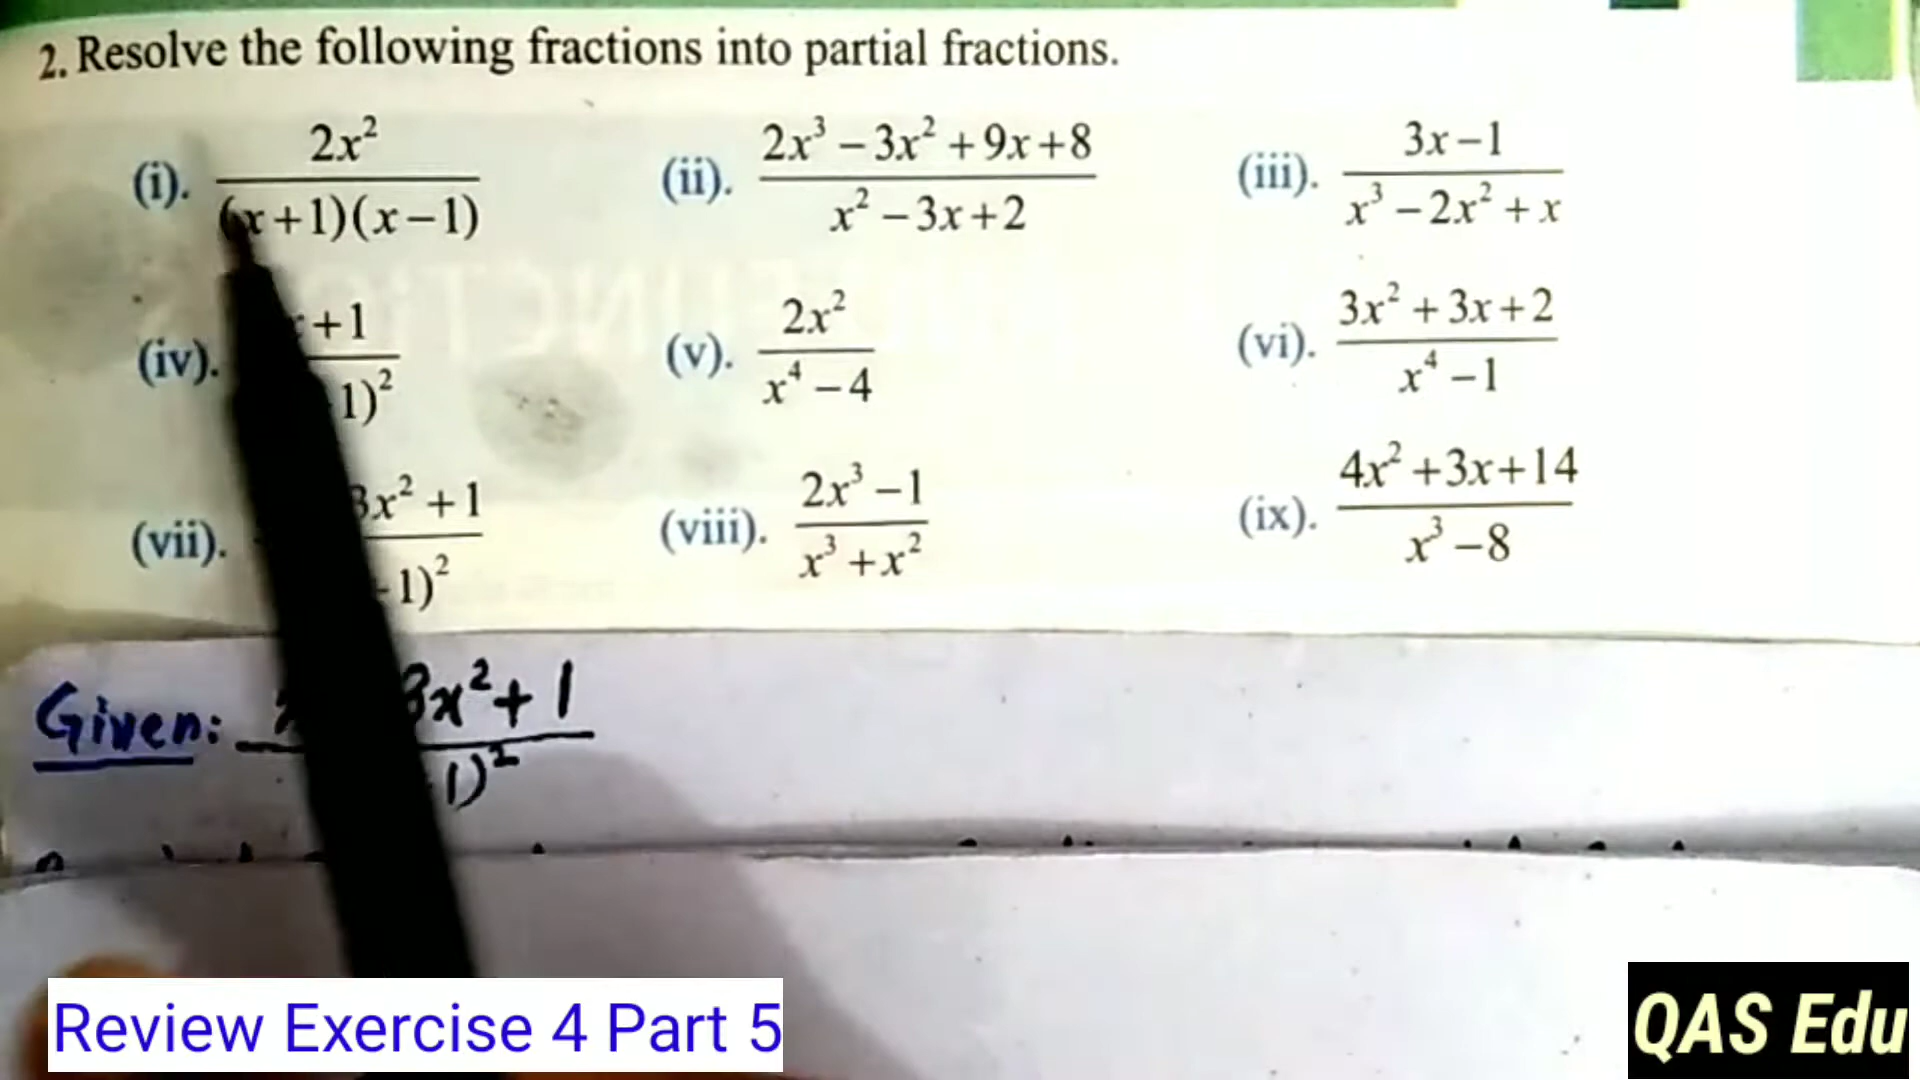 2. Resolve the following fractions into partial fractions.
(i). 2x² / (x+1)(x−1) (ii). 2x³ − 3x² + 9x + 8 / x² − 3x + 2 (iii). 3x − 1 / x³ − 2x² + x
(iv). +1 / 1)² (v). 2x² / x⁴ − 4 (vi). 3x² + 3x + 2 / x⁴ − 1
(vii). 3x² + 1 / 1)² (viii). 2x³ − 1 / x³ + x² (ix). 4x² + 3x + 14 / x³ − 8
Given: 3x² + 1 / 1)²
Review Exercise 4 Part 5
QAS Edu